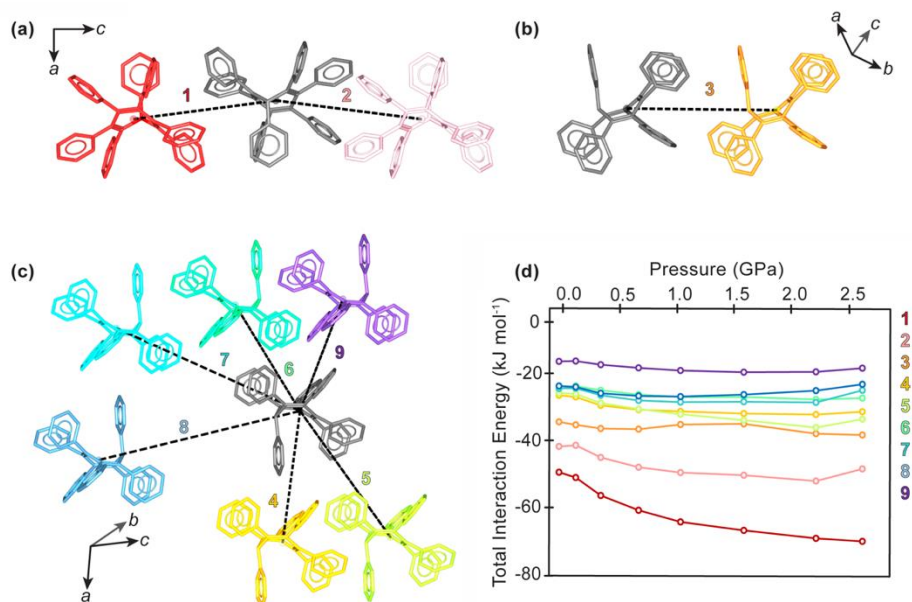 (a)
c
a
1
2
(b)
a
c
b
3
(c)
7
6
9
8
4
5
b
c
a
(d)
Pressure (GPa)
0.0 0.5 1.0 1.5 2.0 2.5
Total Interaction Energy (kJ mol⁻¹)
0
-20
-40
-60
-80
1
2
3
4
5
6
7
8
9